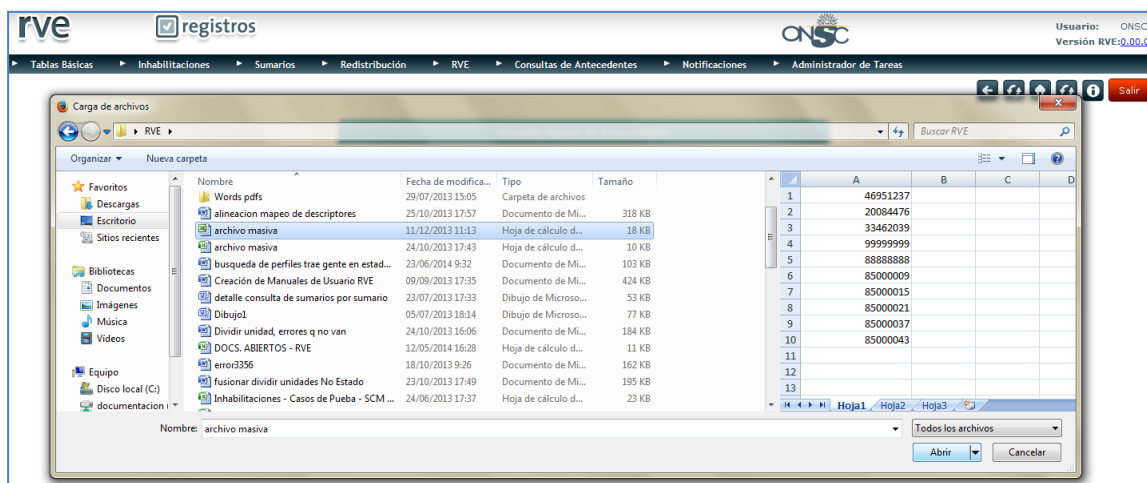 rve registros ONSC Usuario: ONSC
Versión RVE:0.00.0
Tablas Básicas Inhabilitaciones Sumarios Redistribución RVE Consultas de Antecedentes Notificaciones Administrador de Tareas
Salir
Carga de archivos
RVE Buscar RVE
Organizar Nueva carpeta
Favoritos
Descargas
Escritorio
Sitios recientes
Bibliotecas
Documentos
Imágenes
Música
Vídeos
Equipo
Disco local (C:)
documentacion
Nombre Fecha de modifica... Tipo Tamaño
Words pdfs 29/07/2013 15:05 Carpeta de archivos
alineacion mapeo de descriptores 25/10/2013 17:57 Documento de Mi... 318 KB
archivo masiva 11/12/2013 11:13 Hoja de cálculo d... 18 KB
archivo masiva 24/10/2013 17:43 Hoja de cálculo d... 10 KB
busqueda de perfiles trae gente en estad... 23/06/2014 9:32 Documento de Mi... 103 KB
Creación de Manuales de Usuario RVE 09/09/2013 17:35 Documento de Mi... 424 KB
detalle consulta de sumarios por sumario 23/07/2013 17:33 Dibujo de Microso... 53 KB
Dibujo1 05/07/2013 18:14 Dibujo de Microso... 77 KB
Dividir unidad, errores q no van 24/10/2013 16:06 Documento de Mi... 184 KB
DOCS. ABIERTOS - RVE 12/05/2014 16:28 Hoja de cálculo d... 11 KB
error3356 18/10/2013 9:26 Documento de Mi... 162 KB
fusionar dividir unidades No Estado 23/10/2013 17:49 Documento de Mi... 195 KB
Inhabilitaciones - Casos de Pueba - SCM ... 24/06/2013 17:37 Hoja de cálculo d... 23 KB
A B C D
1 46951237
2 20084476
3 33462039
4 99999999
5 88888888
6 85000009
7 85000015
8 85000021
9 85000037
10 85000043
11
12
13
Hoja1 Hoja2 Hoja3
Nombre: archivo masiva Todos los archivos
Abrir Cancelar